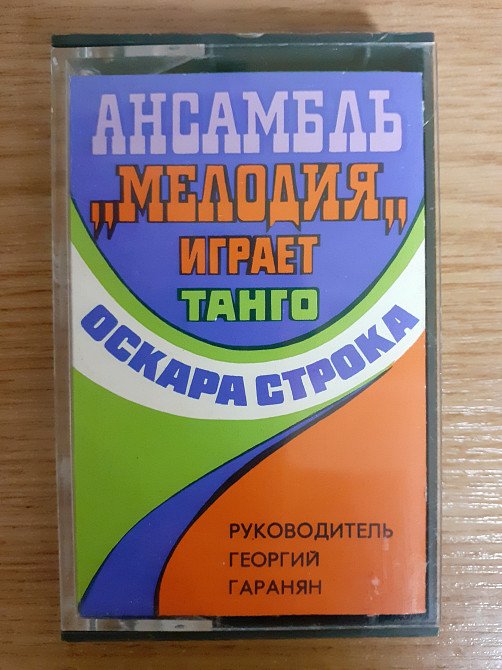 АНСАМБЛЬ
„МЕЛОДИЯ„
ИГРАЕТ
ТАНГО
ОСКАРА СТРОКА
РУКОВОДИТЕЛЬ
ГЕОРГИЙ
ГАРАНЯН